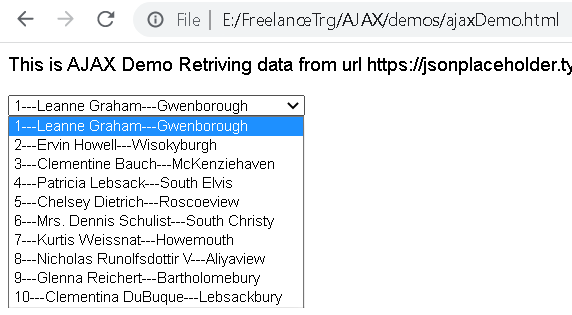 File | E:/FreelanceTrg/AJAX/demos/ajaxDemo.html
This is AJAX Demo Retriving data from url https://jsonplaceholder.ty
1---Leanne Graham---Gwenborough
1---Leanne Graham---Gwenborough
2---Ervin Howell---Wisokyburgh
3---Clementine Bauch---McKenziehaven
4---Patricia Lebsack---South Elvis
5---Chelsey Dietrich---Roscoeview
6---Mrs. Dennis Schulist---South Christy
7---Kurtis Weissnat---Howemouth
8---Nicholas Runolfsdottir V---Aliyaview
9---Glenna Reichert---Bartholomebury
10---Clementina DuBuque---Lebsackbury